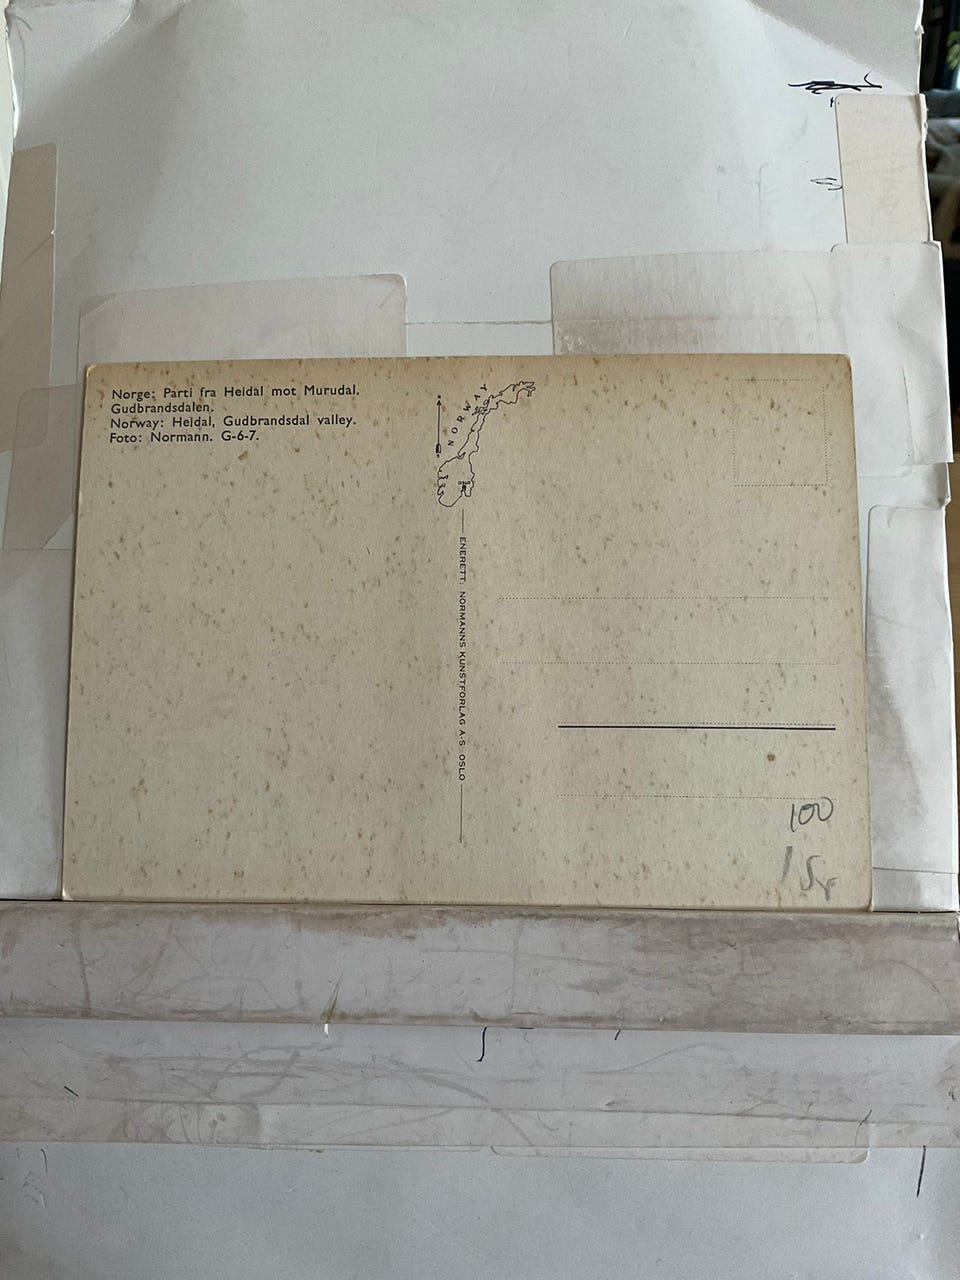 Norge: Parti fra Heidal mot Murudal.
Gudbrandsdalen.
Norway: Heidal, Gudbrandsdal valley.
Foto: Normann. G-6-7.
NORWAY
ENERETT: NORMANNS KUNSTFORLAG A·S OSLO
100